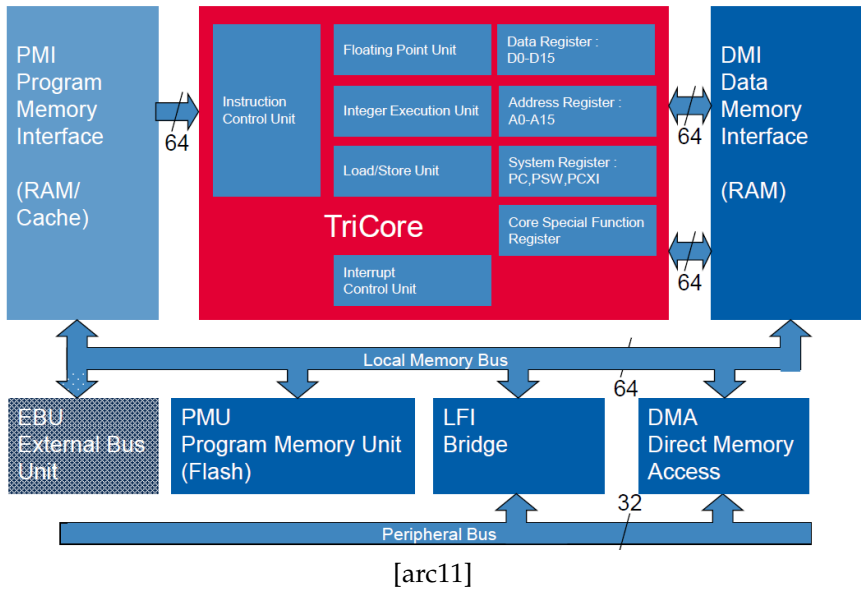 PMI
Program
Memory
Interface
(RAM/
Cache)
64
Instruction
Control Unit
Floating Point Unit
Integer Execution Unit
Load/Store Unit
TriCore
Interrupt
Control Unit
Data Register :
D0-D15
Address Register :
A0-A15
System Register :
PC,PSW,PCXI
Core Special Function
Register
64
64
DMI
Data
Memory
Interface
(RAM)
Local Memory Bus
64
EBU
External Bus
Unit
PMU
Program Memory Unit
(Flash)
LFI
Bridge
DMA
Direct Memory
Access
32
Peripheral Bus
[arc11]